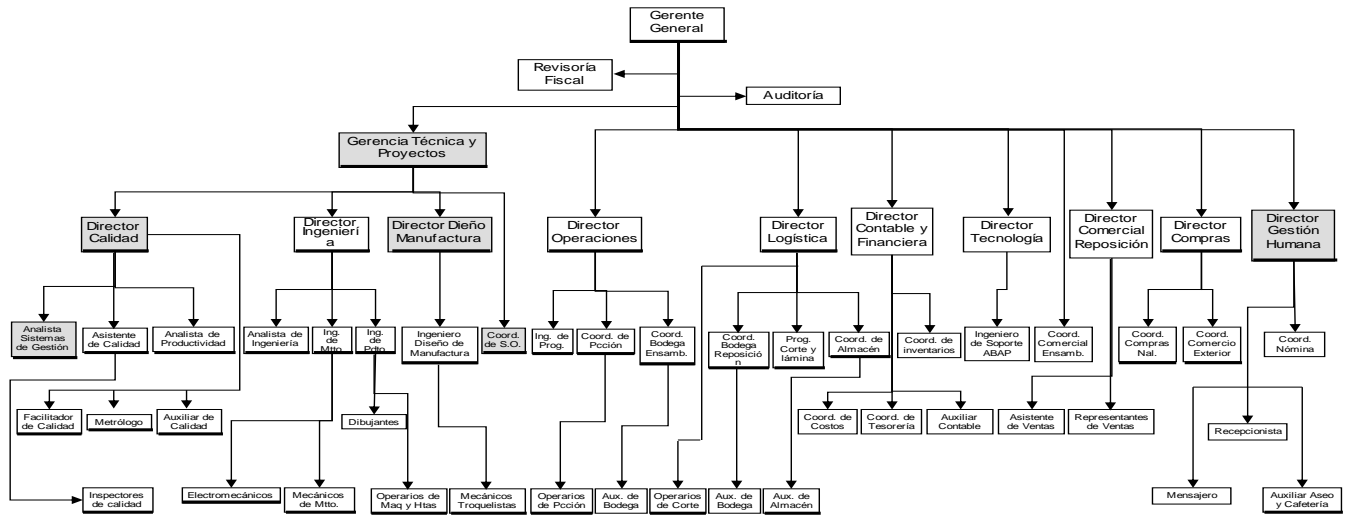 Gerente
General
Revisoría
Fiscal
Auditoría
Gerencia Técnica y
Proyectos
Director
Calidad
Director
Ingenierí
a
Director Dieño
Manufactura
Director
Operaciones
Director
Logística
Director
Contable y
Financiera
Director
Tecnología
Director
Comercial
Reposición
Director
Compras
Director
Gestión
Humana
Analista
Sistemas
de Gestión
Asistente
de Calidad
Analista de
Productividad
Analista de
Ingeniería
Ing.
de
Mtto.
Ing.
de
Pdto
Ingeniero
Diseño de
Manufactura
Coord.
de S.O.
Ing. de
Prog.
Coord. de
Pcción
Coord.
Bodega
Ensamb.
Coord.
Bodega
Reposició
n
Prog.
Corte y
lámina
Coord. de
Almacén
Coord. de
inventarios
Ingeniero
de Soporte
ABAP
Coord.
Comercial
Ensamb.
Coord.
Compras
Nal.
Coord.
Comercio
Exterior
Coord.
Nómina
Facilitador
de Calidad
Metrólogo
Auxiliar de
Calidad
Dibujantes
Coord. de
Costos
Coord. de
Tesorería
Auxiliar
Contable
Asistente
de Ventas
Representantes
de Ventas
Recepcionista
Inspectores
de calidad
Electromecánicos
Mecánicos
de Mtto.
Operarios de
Maq y Htas
Mecánicos
Troquelistas
Operarios
de Pcción
Aux. de
Bodega
Operarios
de Corte
Aux. de
Bodega
Aux. de
Almacén
Mensajero
Auxiliar Aseo
y Cafetería